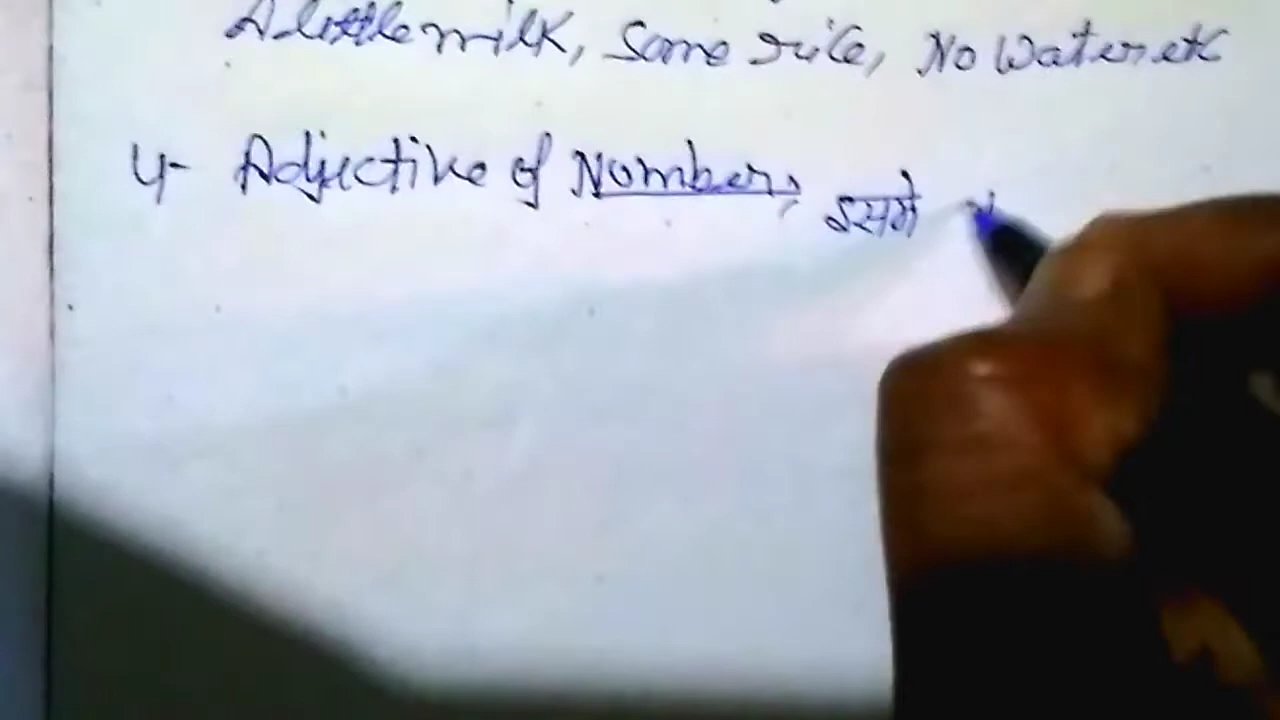 A little milk, Some rice, No Water etc
4- Adjective of Number; इसमे